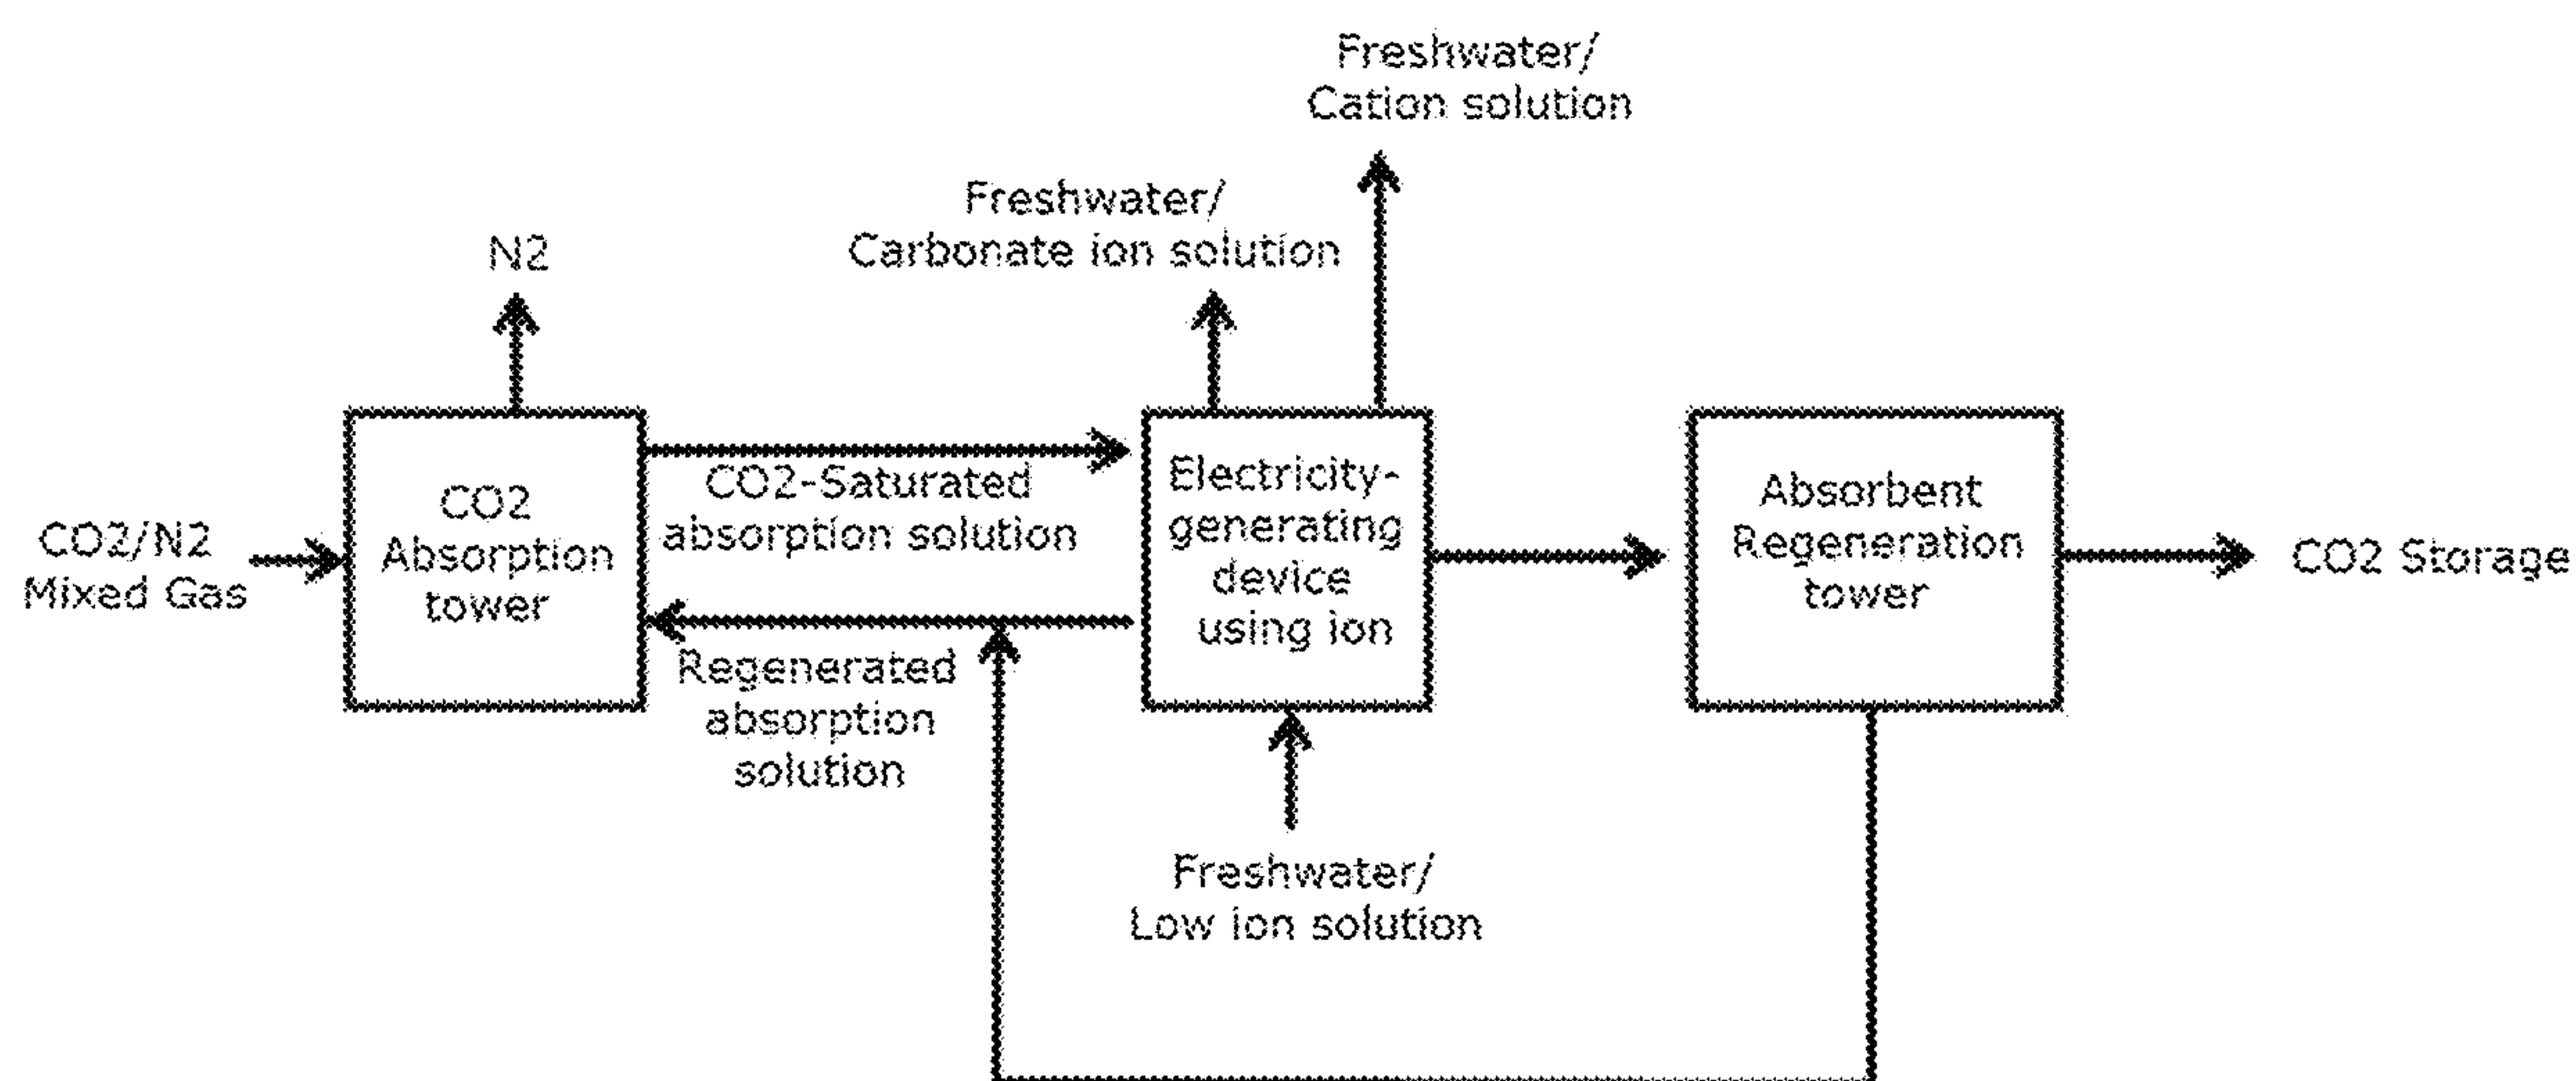 Freshwater/
Cation solution
Freshwater/
Carbonate ion solution
N2
CO2/N2
Mixed Gas
CO2
Absorption
tower
CO2-Saturated
absorption solution
Regenerated
absorption
solution
Electricity-
generating
device
using ion
Absorbent
Regeneration
tower
CO2 Storage
Freshwater/
Low ion solution